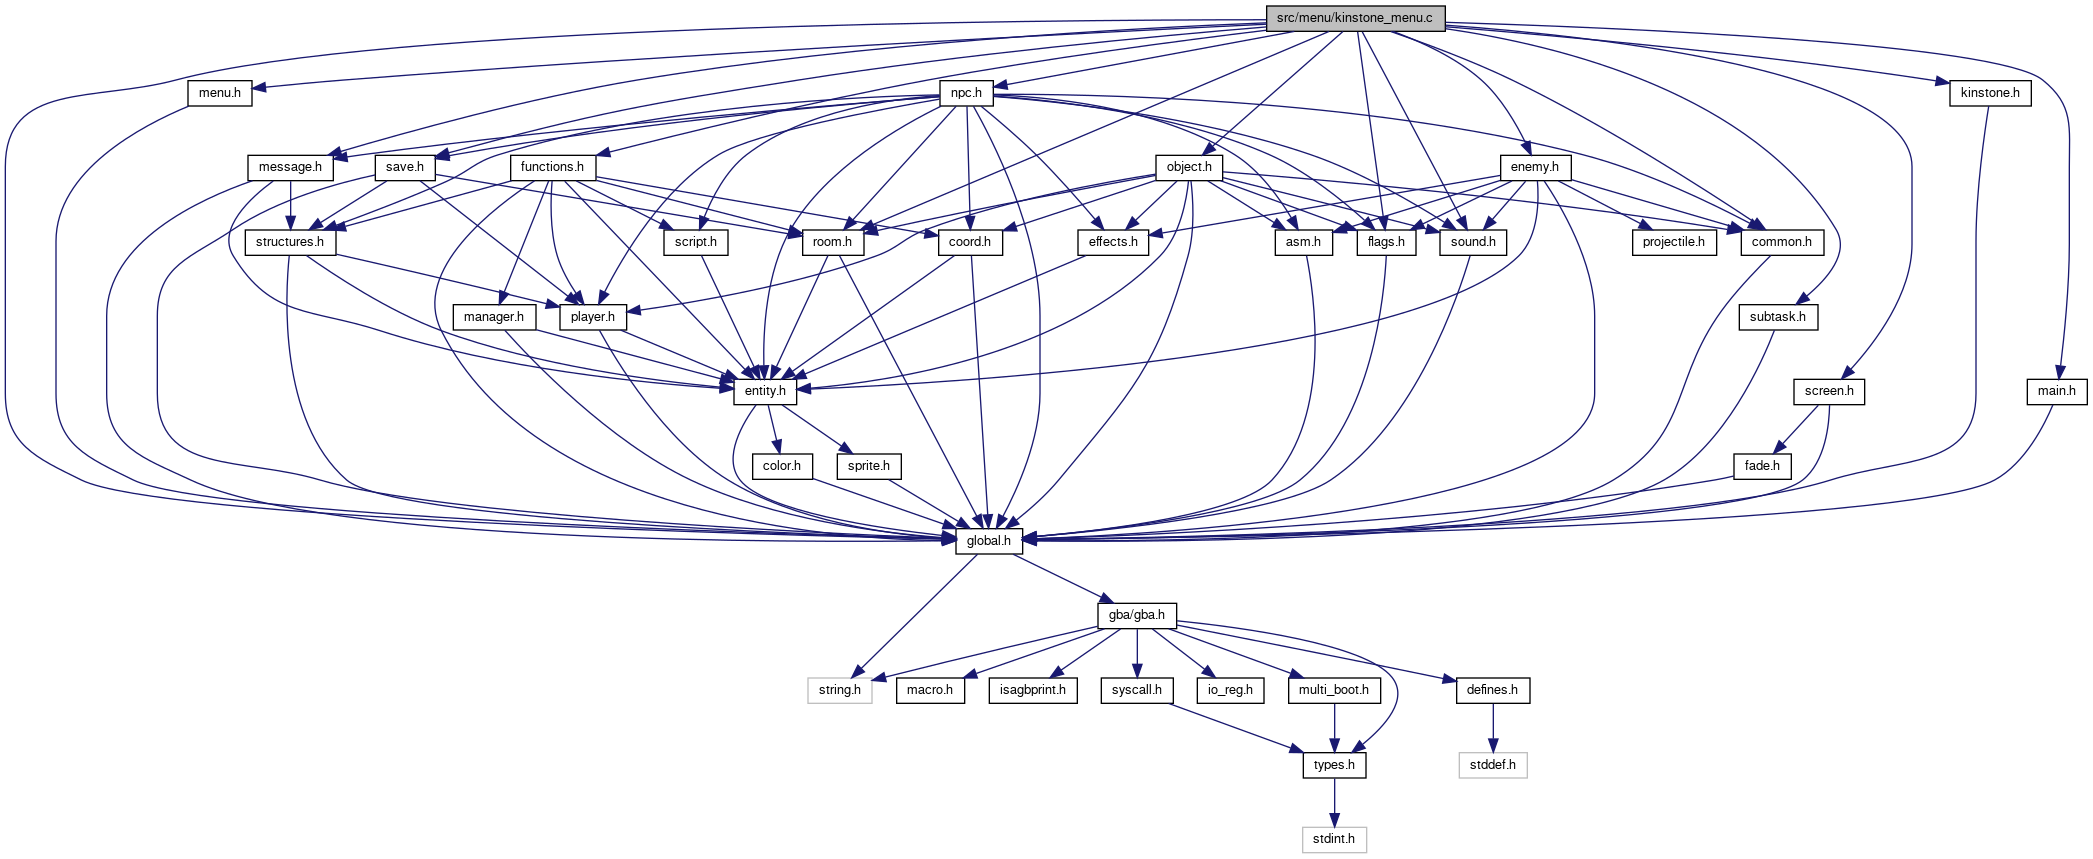 src/menu/kinstone_menu.c
menu.h
npc.h
kinstone.h
message.h
save.h
functions.h
object.h
enemy.h
structures.h
script.h
room.h
coord.h
effects.h
asm.h
flags.h
sound.h
projectile.h
common.h
manager.h
player.h
subtask.h
entity.h
screen.h
main.h
color.h
sprite.h
fade.h
global.h
gba/gba.h
string.h
macro.h
isagbprint.h
syscall.h
io_reg.h
multi_boot.h
defines.h
types.h
stddef.h
stdint.h